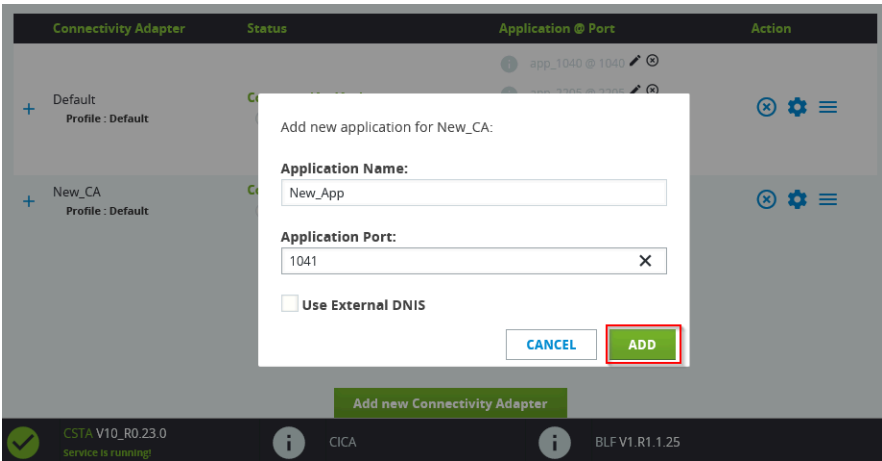 Connectivity Adapter Status Application @ Port Action
app_1040 @ 1040
Default
Profile : Default
Add new application for New_CA:
Application Name:
New_App
New_CA
Profile : Default
Application Port:
1041
Use External DNIS
CANCEL ADD
Add new Connectivity Adapter
CSTA V10_R0.23.0 CICA BLF V1.R1.1.25
Service is running!